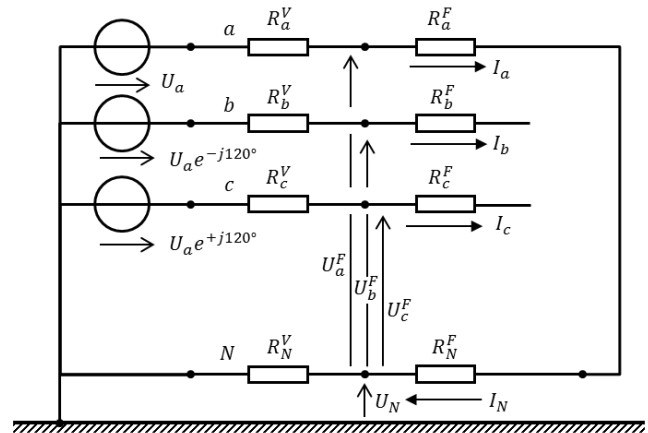 a R_a^V R_a^F
U_a I_a
b R_b^V R_b^F
U_a e^{-j120°} I_b
c R_c^V R_c^F
U_a e^{+j120°} I_c
U_a^F U_b^F U_c^F
N R_N^V R_N^F
U_N I_N